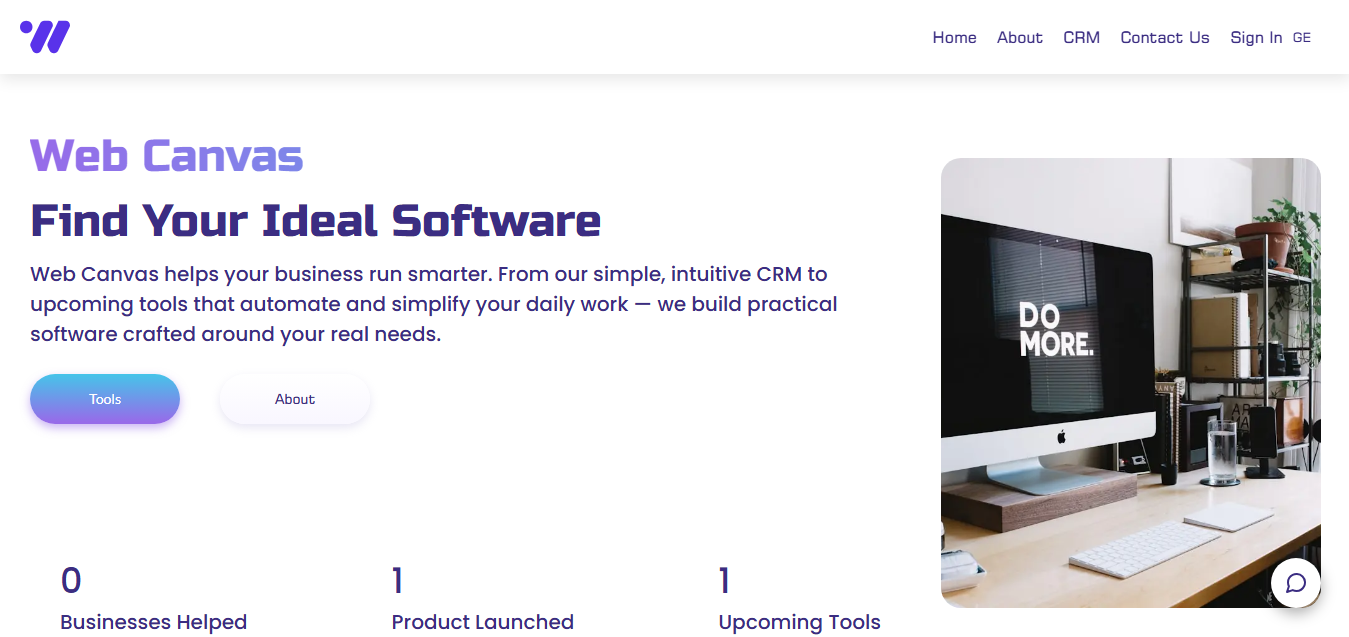 Home About CRM Contact Us Sign In GE
Web Canvas
Find Your Ideal Software
Web Canvas helps your business run smarter. From our simple, intuitive CRM to
upcoming tools that automate and simplify your daily work — we build practical
software crafted around your real needs.
Tools About
DO
MORE.
0 1 1
Businesses Helped Product Launched Upcoming Tools